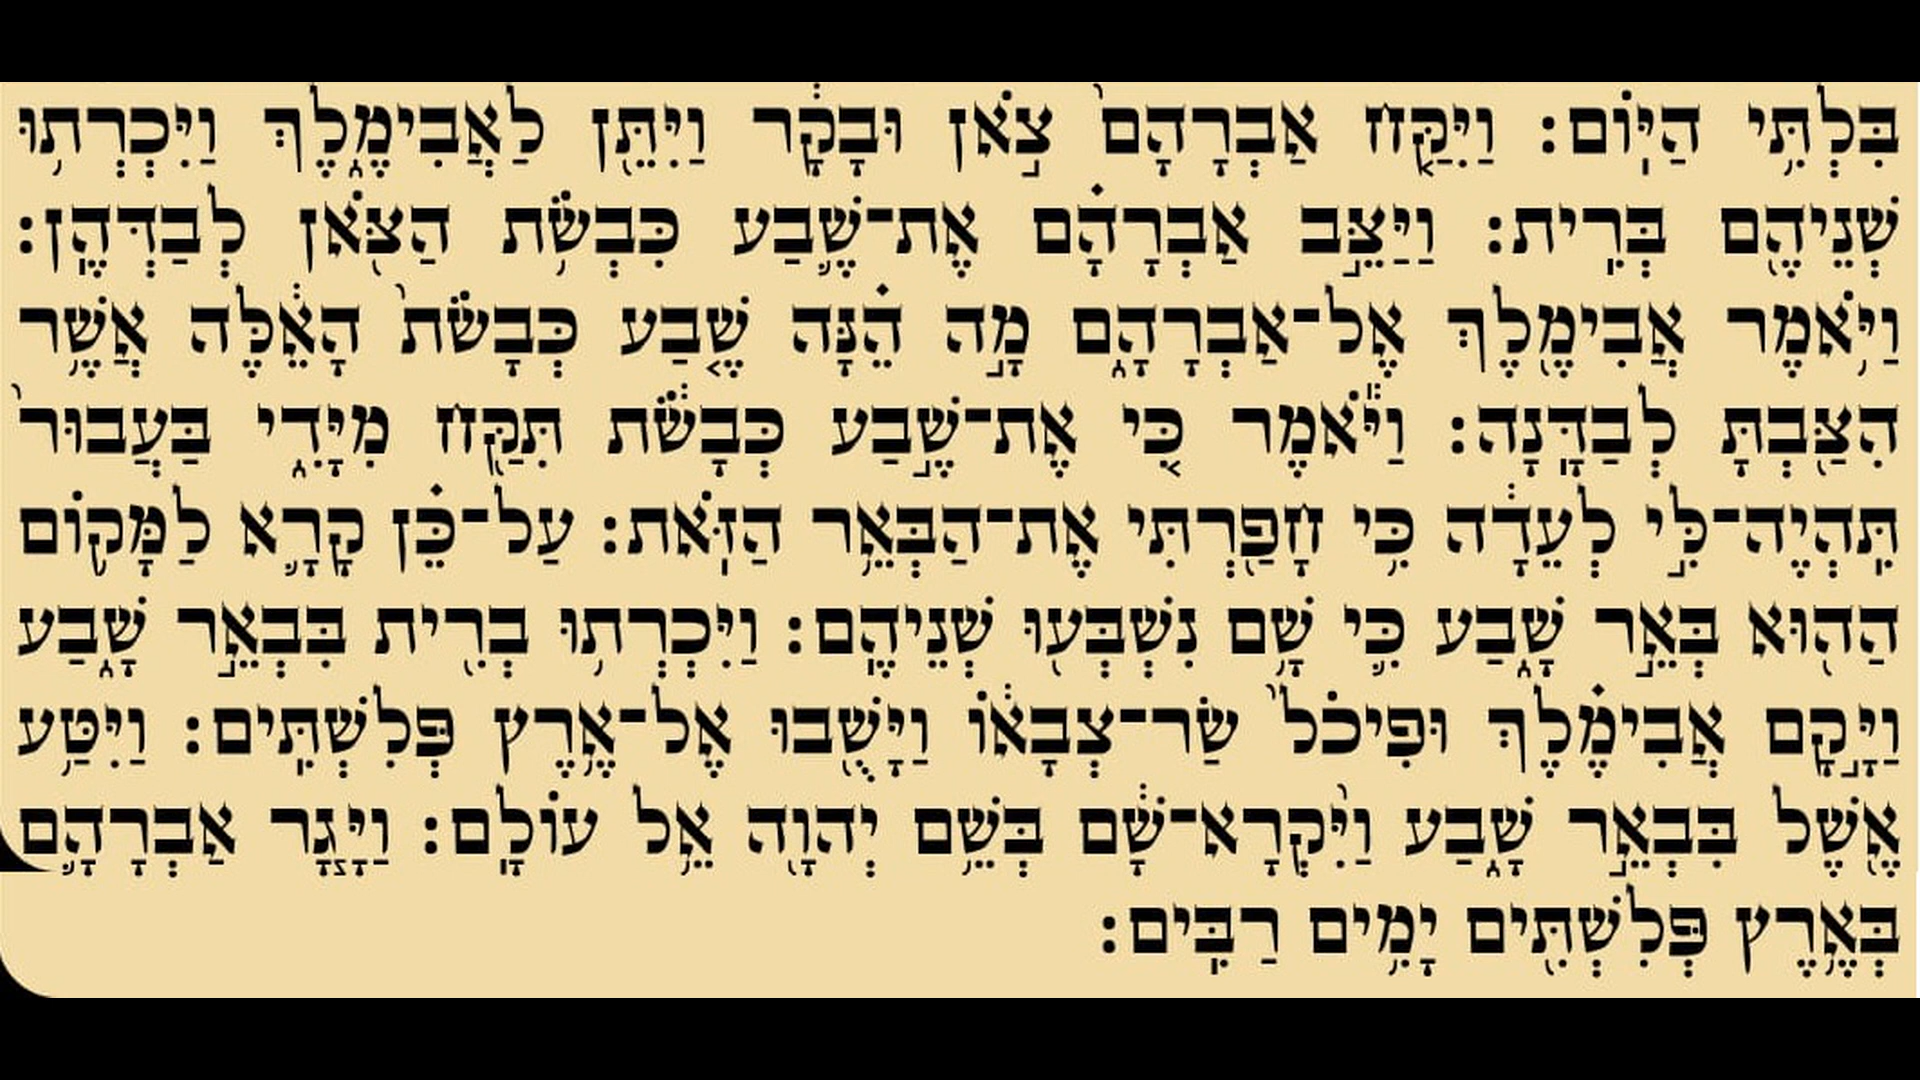 בִּלְתִּ֥י הַיּֽוֹם׃ וַיִּקַּ֤ח אַבְרָהָם֙ צֹ֣אן וּבָקָ֔ר וַיִּתֵּ֖ן לַאֲבִימֶ֑לֶךְ וַיִּכְרְת֥וּ
שְׁנֵיהֶ֖ם בְּרִֽית׃ וַיַּצֵּ֣ב אַבְרָהָ֗ם אֶת־שֶׁ֛בַע כִּבְשֹׂ֥ת הַצֹּ֖אן לְבַדְּהֶֽן׃
וַיֹּ֥אמֶר אֲבִימֶ֖לֶךְ אֶל־אַבְרָהָ֑ם מָ֣ה הֵ֗נָּה שֶׁ֤בַע כְּבָשֹׂת֙ הָאֵ֔לֶּה אֲשֶׁ֥ר
הִצַּ֖בְתָּ לְבַדָּֽנָה׃ וַיֹּ֕אמֶר כִּ֚י אֶת־שֶׁ֣בַע כְּבָשֹׂ֔ת תִּקַּ֖ח מִיָּדִ֑י בַּעֲבוּר֙
תִּֽהְיֶה־לִּ֣י לְעֵדָ֔ה כִּ֥י חָפַ֖רְתִּי אֶת־הַבְּאֵ֥ר הַזֹּֽאת׃ עַל־כֵּ֗ן קָרָ֛א לַמָּק֥וֹם
הַה֖וּא בְּאֵ֣ר שָׁ֑בַע כִּ֛י שָׁ֥ם נִשְׁבְּע֖וּ שְׁנֵיהֶֽם׃ וַיִּכְרְת֥וּ בְרִ֖ית בִּבְאֵ֣ר שָׁ֑בַע
וַיָּ֣קָם אֲבִימֶ֗לֶךְ וּפִיכֹל֙ שַׂר־צְבָא֔וֹ וַיָּשֻׁ֖בוּ אֶל־אֶ֥רֶץ פְּלִשְׁתִּֽים׃ וַיִּטַּ֥ע
אֶ֖שֶׁל בִּבְאֵ֣ר שָׁ֑בַע וַיִּ֨קְרָא־שָׁ֔ם בְּשֵׁ֥ם יְהוָ֖ה אֵ֥ל עוֹלָֽם׃ וַיָּ֧גָר אַבְרָהָ֛ם
בְּאֶ֥רֶץ פְּלִשְׁתִּ֖ים יָמִ֥ים רַבִּֽים׃